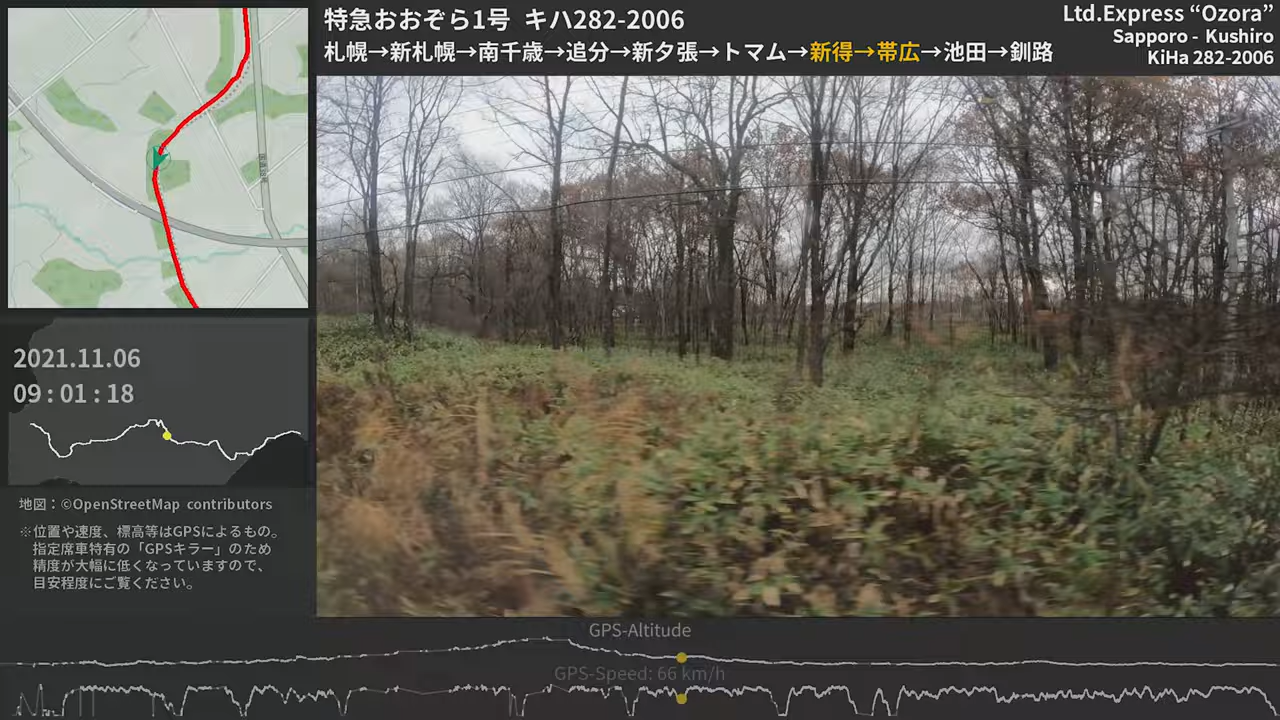 特急おおぞら1号 キハ282-2006
札幌→新札幌→南千歳→追分→新夕張→トマム→新得→帯広→池田→釧路
Ltd.Express “Ozora”
Sapporo - Kushiro
KiHa 282-2006
2021.11.06
09:01:18
地図：©OpenStreetMap contributors
※位置や速度、標高等はGPSによるもの。
指定席車特有の「GPSキラー」のため
精度が大幅に低くなっていますので、
目安程度にご覧ください。
GPS-Altitude
GPS-Speed: 66 km/h